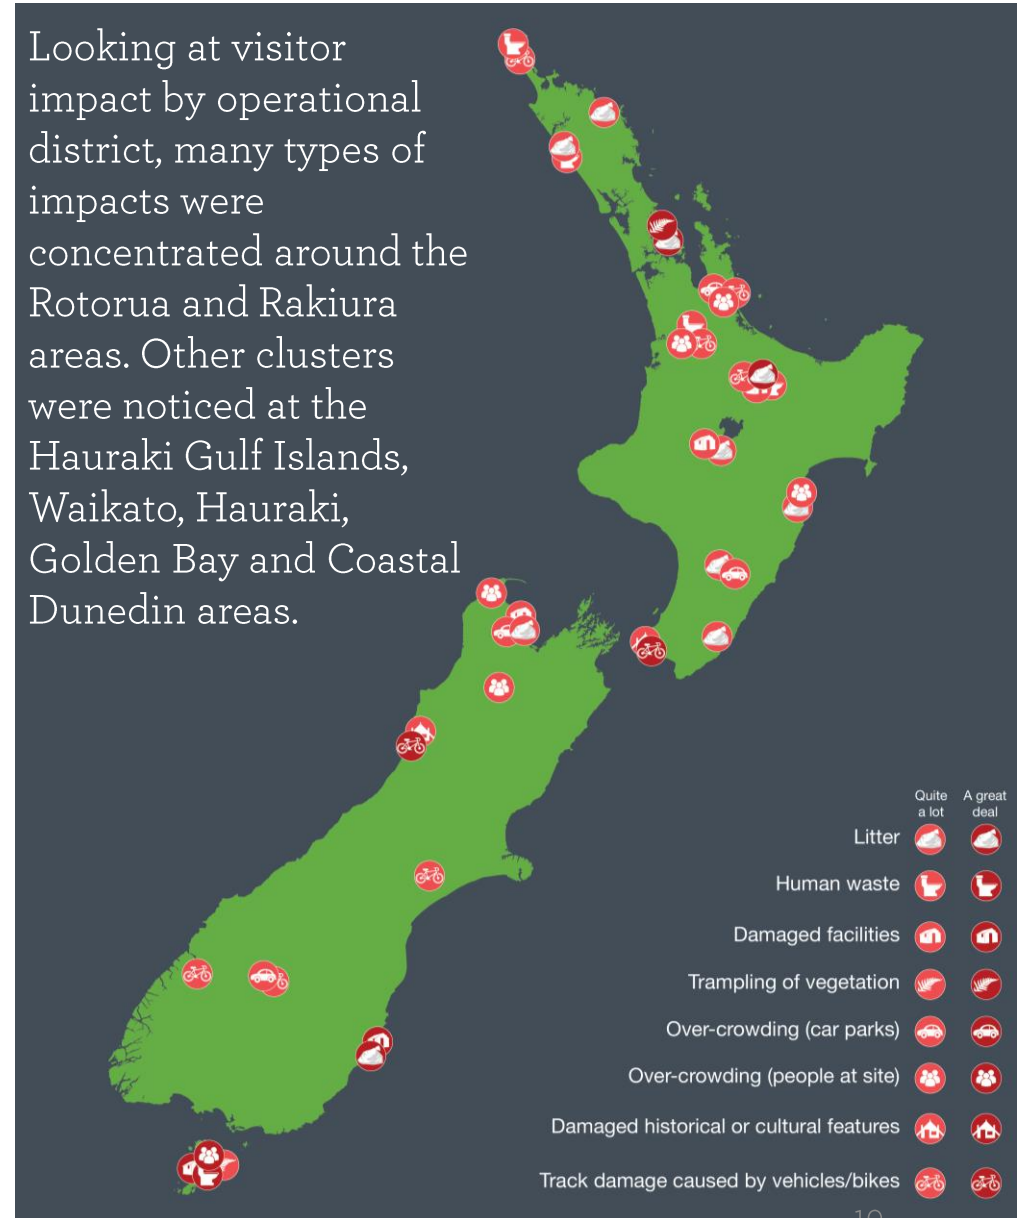 Looking at visitor
impact by operational
district, many types of
impacts were
concentrated around the
Rotorua and Rakiura
areas. Other clusters
were noticed at the
Hauraki Gulf Islands,
Waikato, Hauraki,
Golden Bay and Coastal
Dunedin areas.
Quite a lot
A great deal
Litter
Human waste
Damaged facilities
Trampling of vegetation
Over-crowding (car parks)
Over-crowding (people at site)
Damaged historical or cultural features
Track damage caused by vehicles/bikes